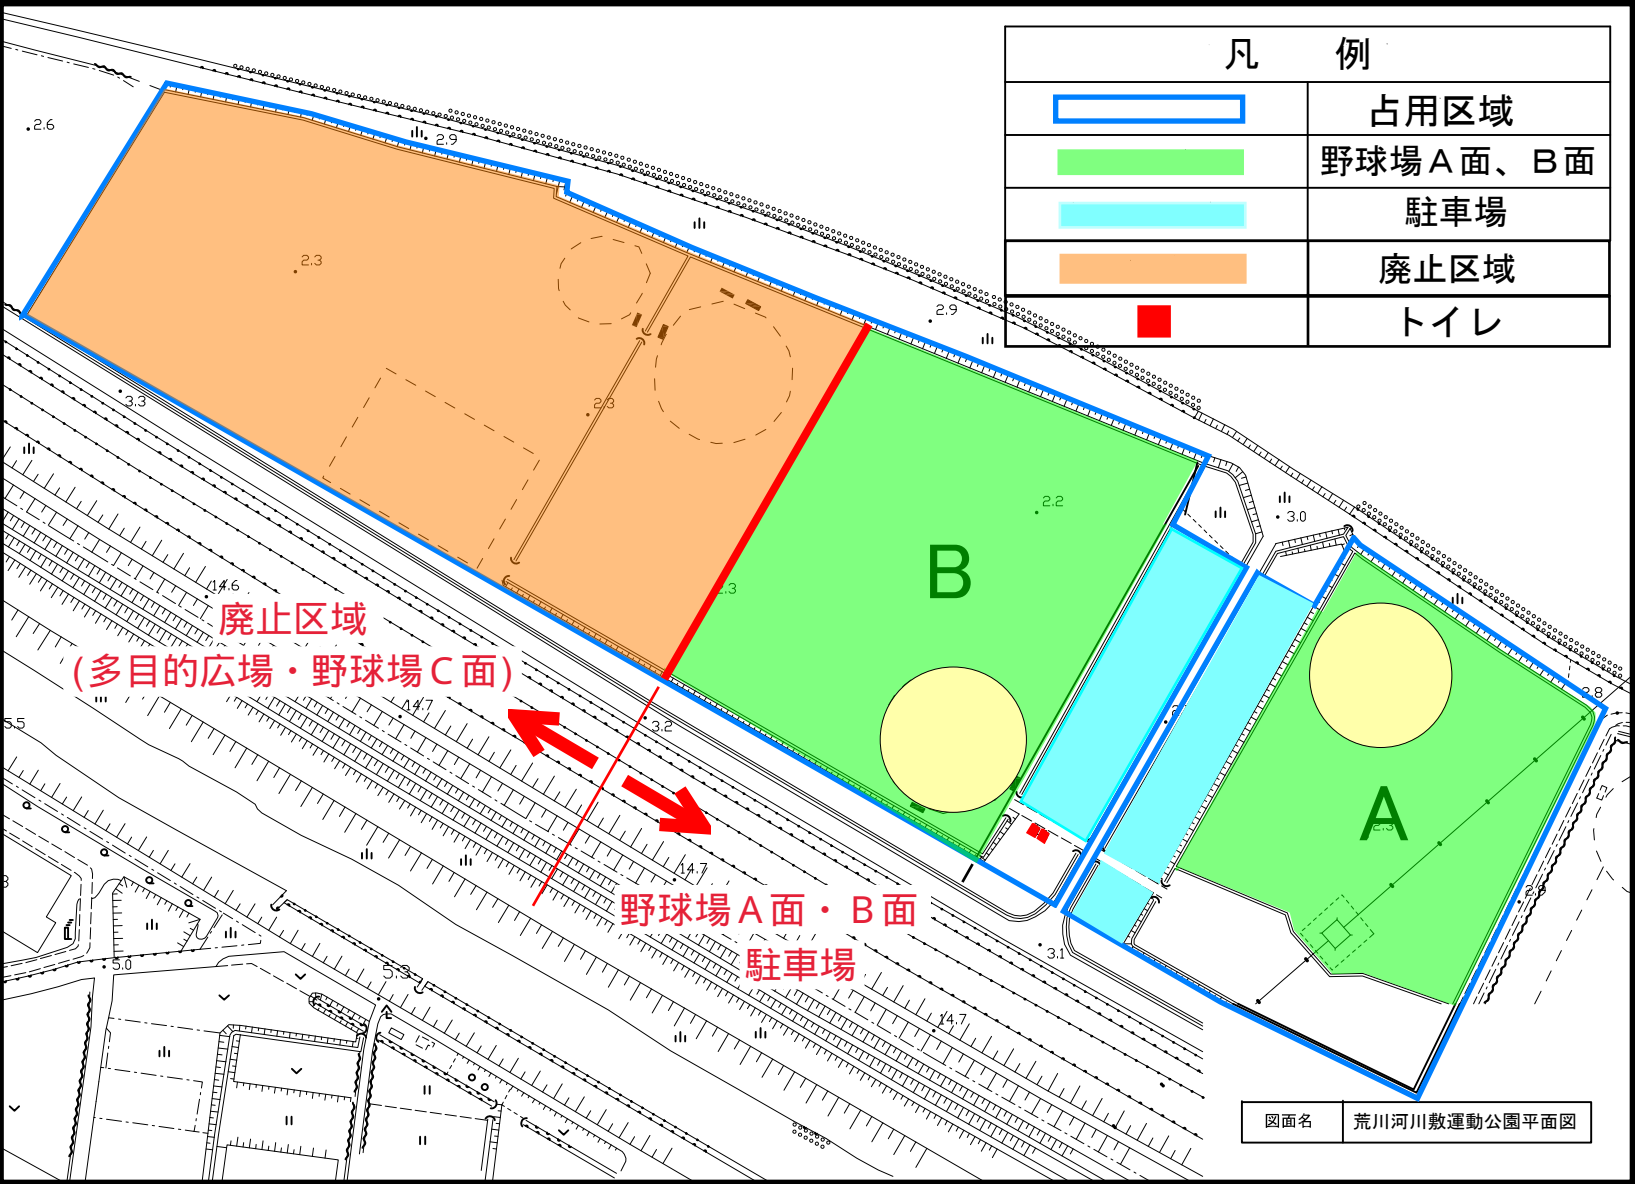 凡 例
占用区域
野球場A面、B面
駐車場
廃止区域
トイレ
2.6
2.9
2.3
2.9
3.3
2.3
2.2
3.0
B
.3
14.6
廃止区域
(多目的広場・野球場C面)
2.8
5.5
14.7
3.2
A
2.3
14.7
野球場A面・B面
駐車場
3.1
5.0
5.3
14.7
図面名 荒川河川敷運動公園平面図